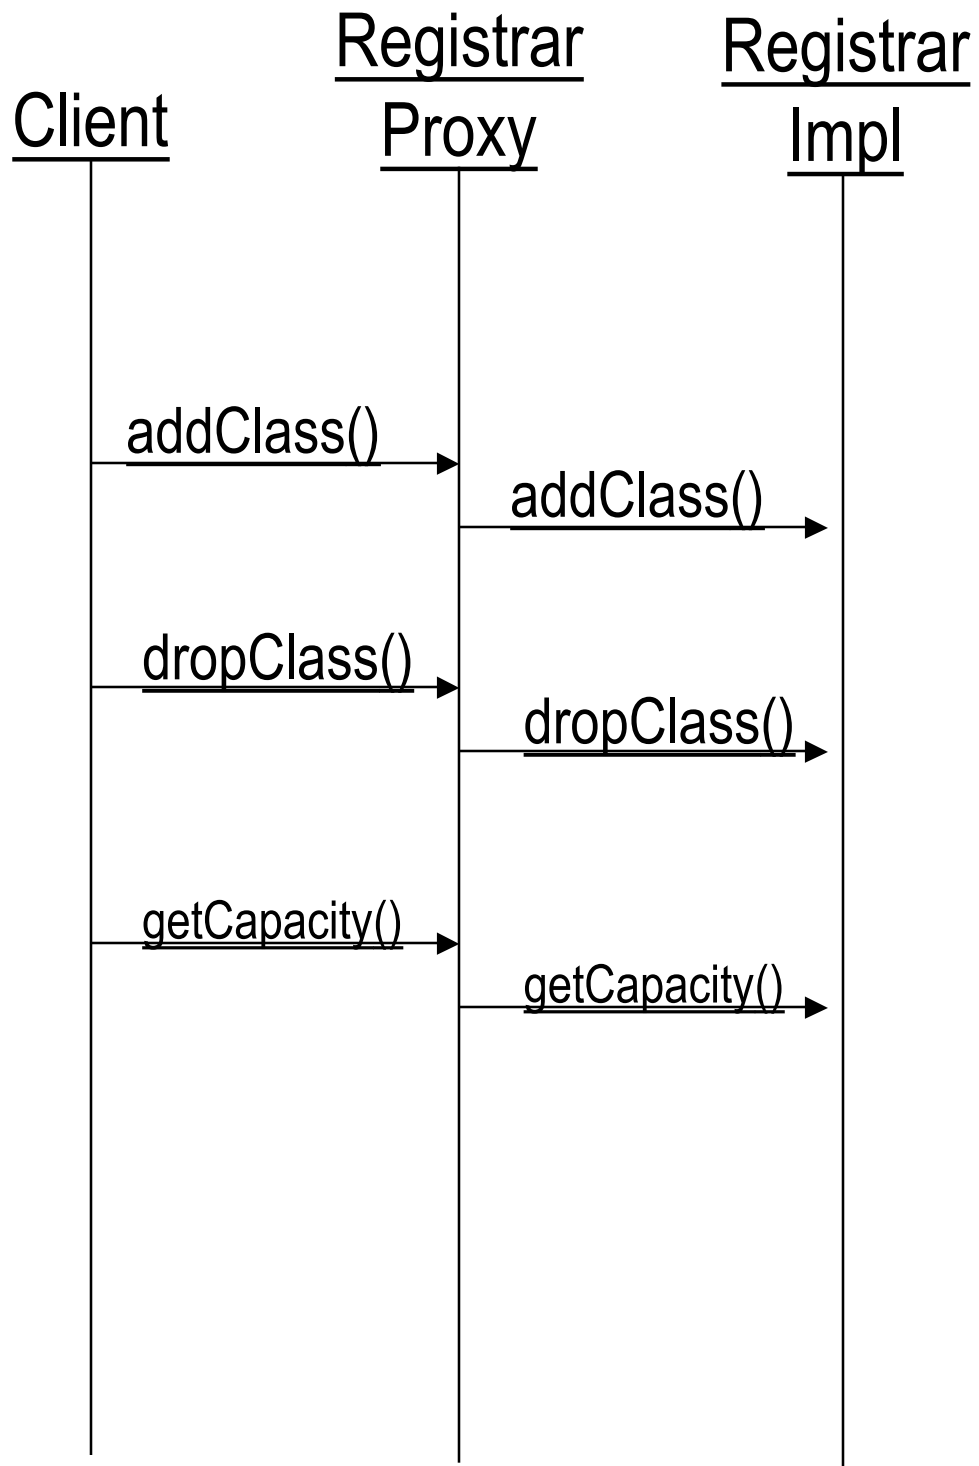 Client
Registrar
Proxy
Registrar
Impl
addClass()
addClass()
dropClass()
dropClass()
getCapacity()
getCapacity()